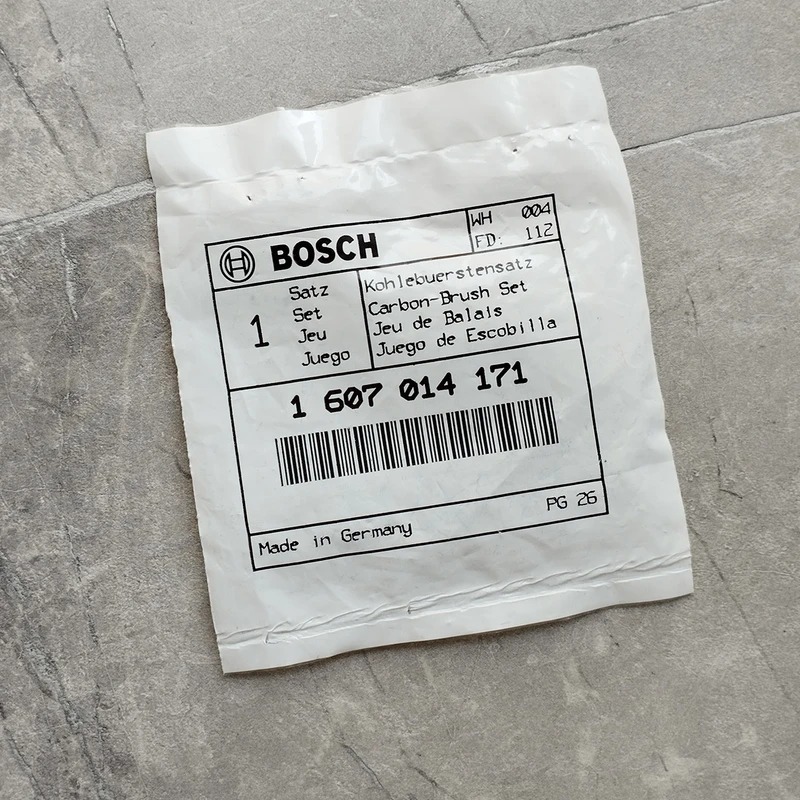 BOSCH
WH 004
FD: 112
1
Satz
Set
Jeu
Juego
Kohlebuerstensatz
Carbon-Brush Set
Jeu de Balais
Juego de Escobilla
1 607 014 171
Made in Germany
PG 26